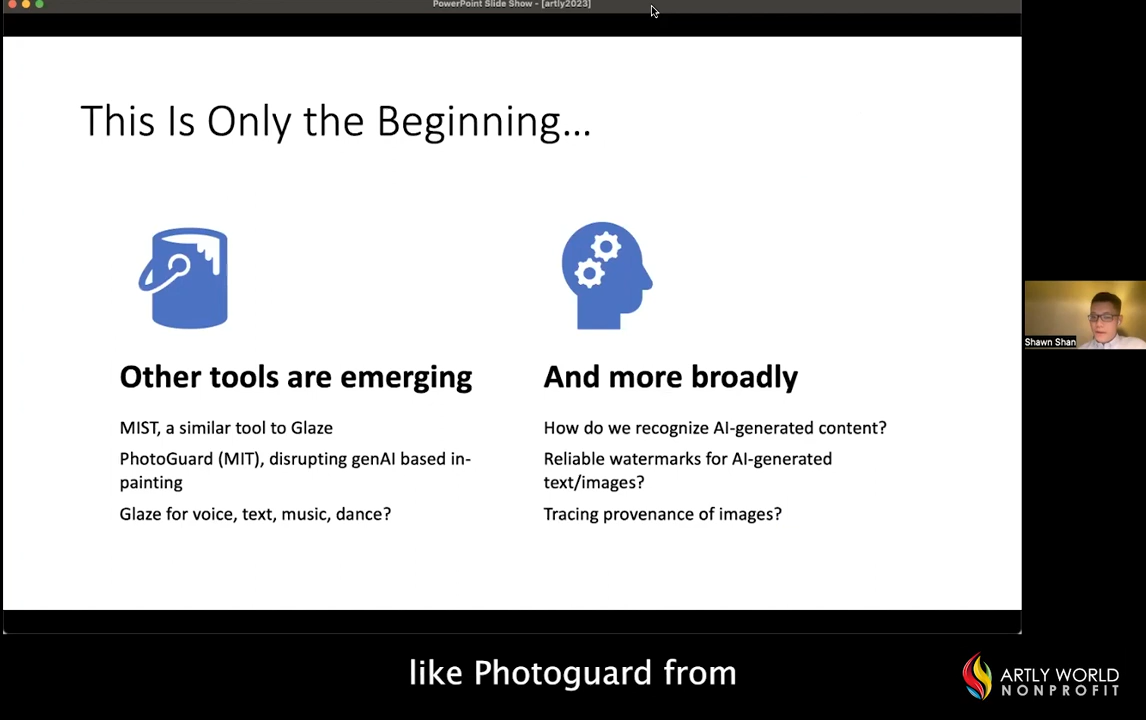 PowerPoint Slide Show - [artly2023]
This Is Only the Beginning...
Other tools are emerging
MIST, a similar tool to Glaze
PhotoGuard (MIT), disrupting genAI based in-
painting
Glaze for voice, text, music, dance?
And more broadly
How do we recognize AI-generated content?
Reliable watermarks for AI-generated
text/images?
Tracing provenance of images?
Shawn Shan
like Photoguard from
ARTLY WORLD
NONPROFIT